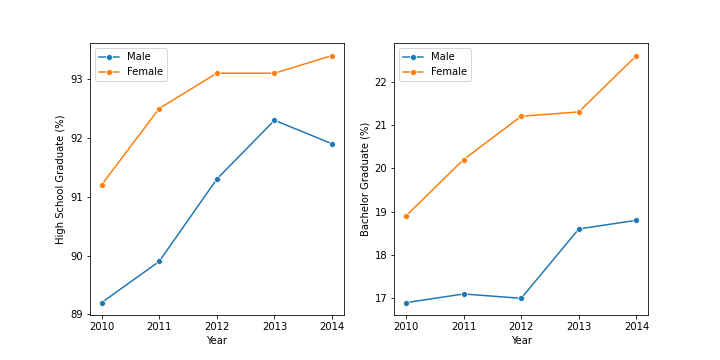 Male
Female
High School Graduate (%)
93
92
91
90
89
2010 2011 2012 2013 2014
Year
Male
Female
Bachelor Graduate (%)
22
21
20
19
18
17
2010 2011 2012 2013 2014
Year